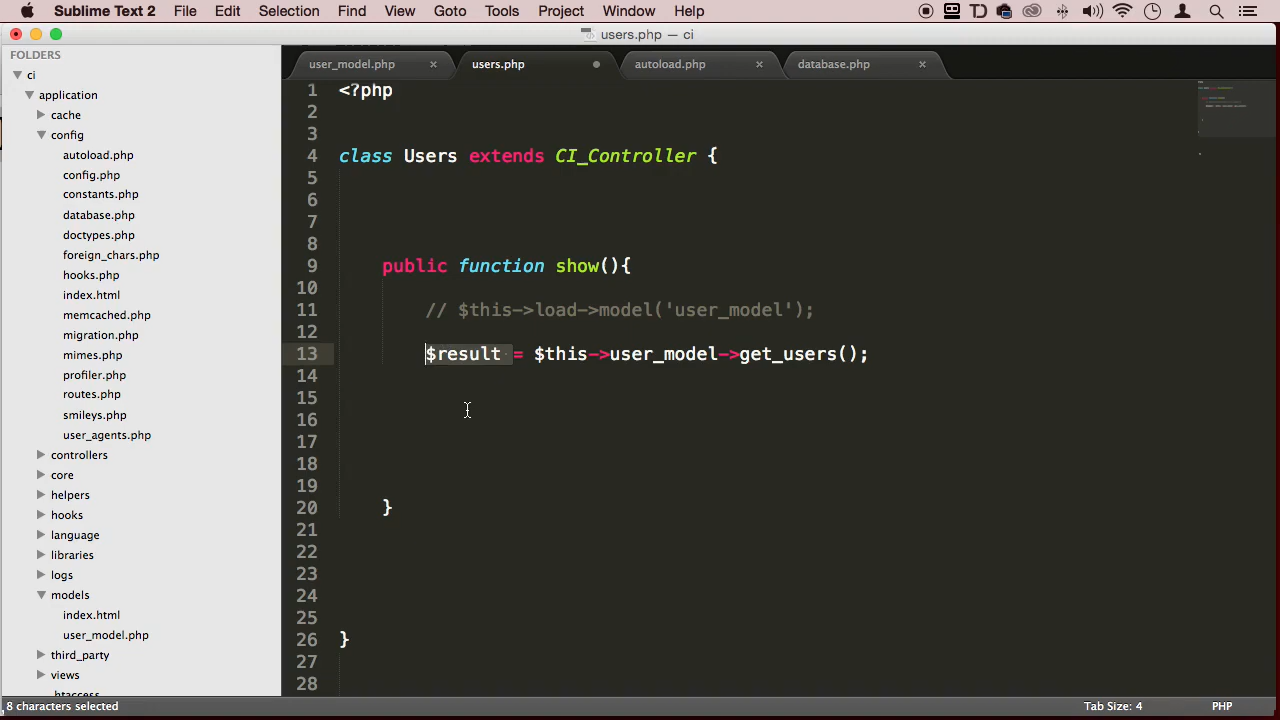 Sublime Text 2 File Edit Selection Find View Goto Tools Project Window Help
users.php — ci
FOLDERS
ci
application
cache
config
autoload.php
config.php
constants.php
database.php
doctypes.php
foreign_chars.php
hooks.php
index.html
memcached.php
migration.php
mimes.php
profiler.php
routes.php
smileys.php
user_agents.php
controllers
core
helpers
hooks
language
libraries
logs
models
index.html
user_model.php
third_party
views
.htaccess
user_model.php × users.php autoload.php × database.php ×
1 <?php
2
3
4 class Users extends CI_Controller {
5
6
7
8
9 public function show(){
10
11 // $this->load->model('user_model');
12
13 $result = $this->user_model->get_users();
14
15
16
17
18
19
20 }
21
22
23
24
25
26 }
27
28
8 characters selected Tab Size: 4 PHP